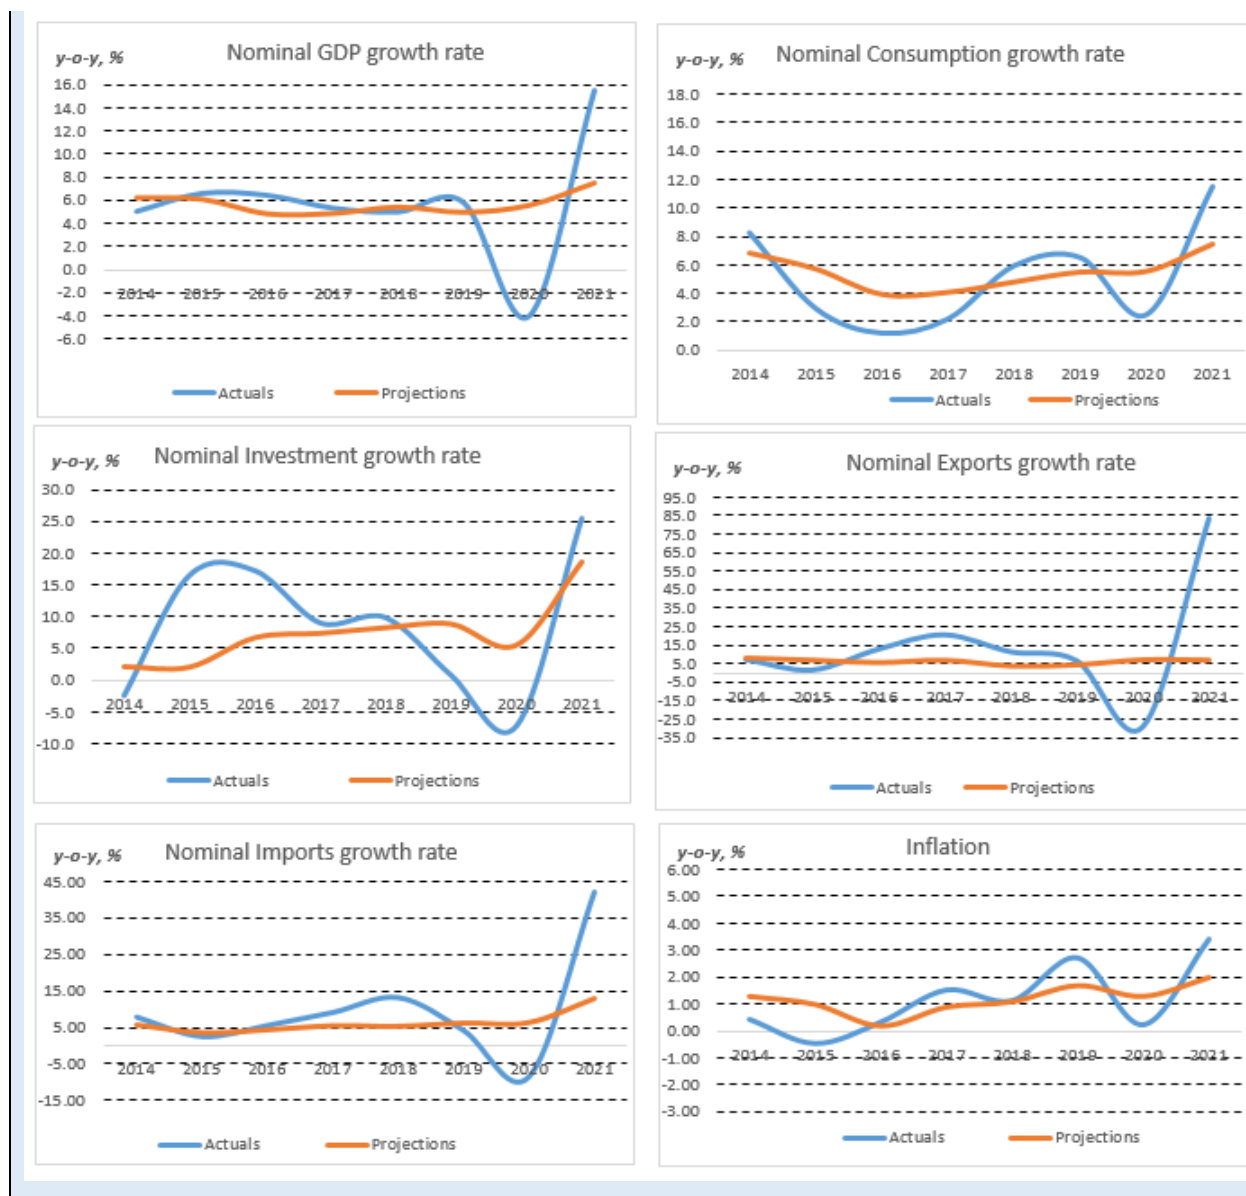 Nominal GDP growth rate
y-o-y, %
16.0
14.0
12.0
10.0
8.0
6.0
4.0
2.0
0.0
-2.0
-4.0
-6.0
2014 2015 2016 2017 2018 2019 2020 2021
Actuals Projections
Nominal Consumption growth rate
y-o-y, %
18.0
16.0
14.0
12.0
10.0
8.0
6.0
4.0
2.0
0.0
2014 2015 2016 2017 2018 2019 2020 2021
Actuals Projections
Nominal Investment growth rate
y-o-y, %
30.0
25.0
20.0
15.0
10.0
5.0
0.0
-5.0
-10.0
2014 2015 2016 2017 2018 2019 2020 2021
Actuals Projections
Nominal Exports growth rate
y-o-y, %
95.0
85.0
75.0
65.0
55.0
45.0
35.0
25.0
15.0
5.0
-5.0
-15.0
-25.0
-35.0
2014 2015 2016 2017 2018 2019 2020 2021
Actuals Projections
Nominal Imports growth rate
y-o-y, %
45.00
35.00
25.00
15.00
5.00
-5.00
-15.00
2014 2015 2016 2017 2018 2019 2020 2021
Actuals Projections
Inflation
y-o-y, %
6.00
5.00
4.00
3.00
2.00
1.00
0.00
-1.00
-2.00
-3.00
2014 2015 2016 2017 2018 2019 2020 2021
Actuals Projections